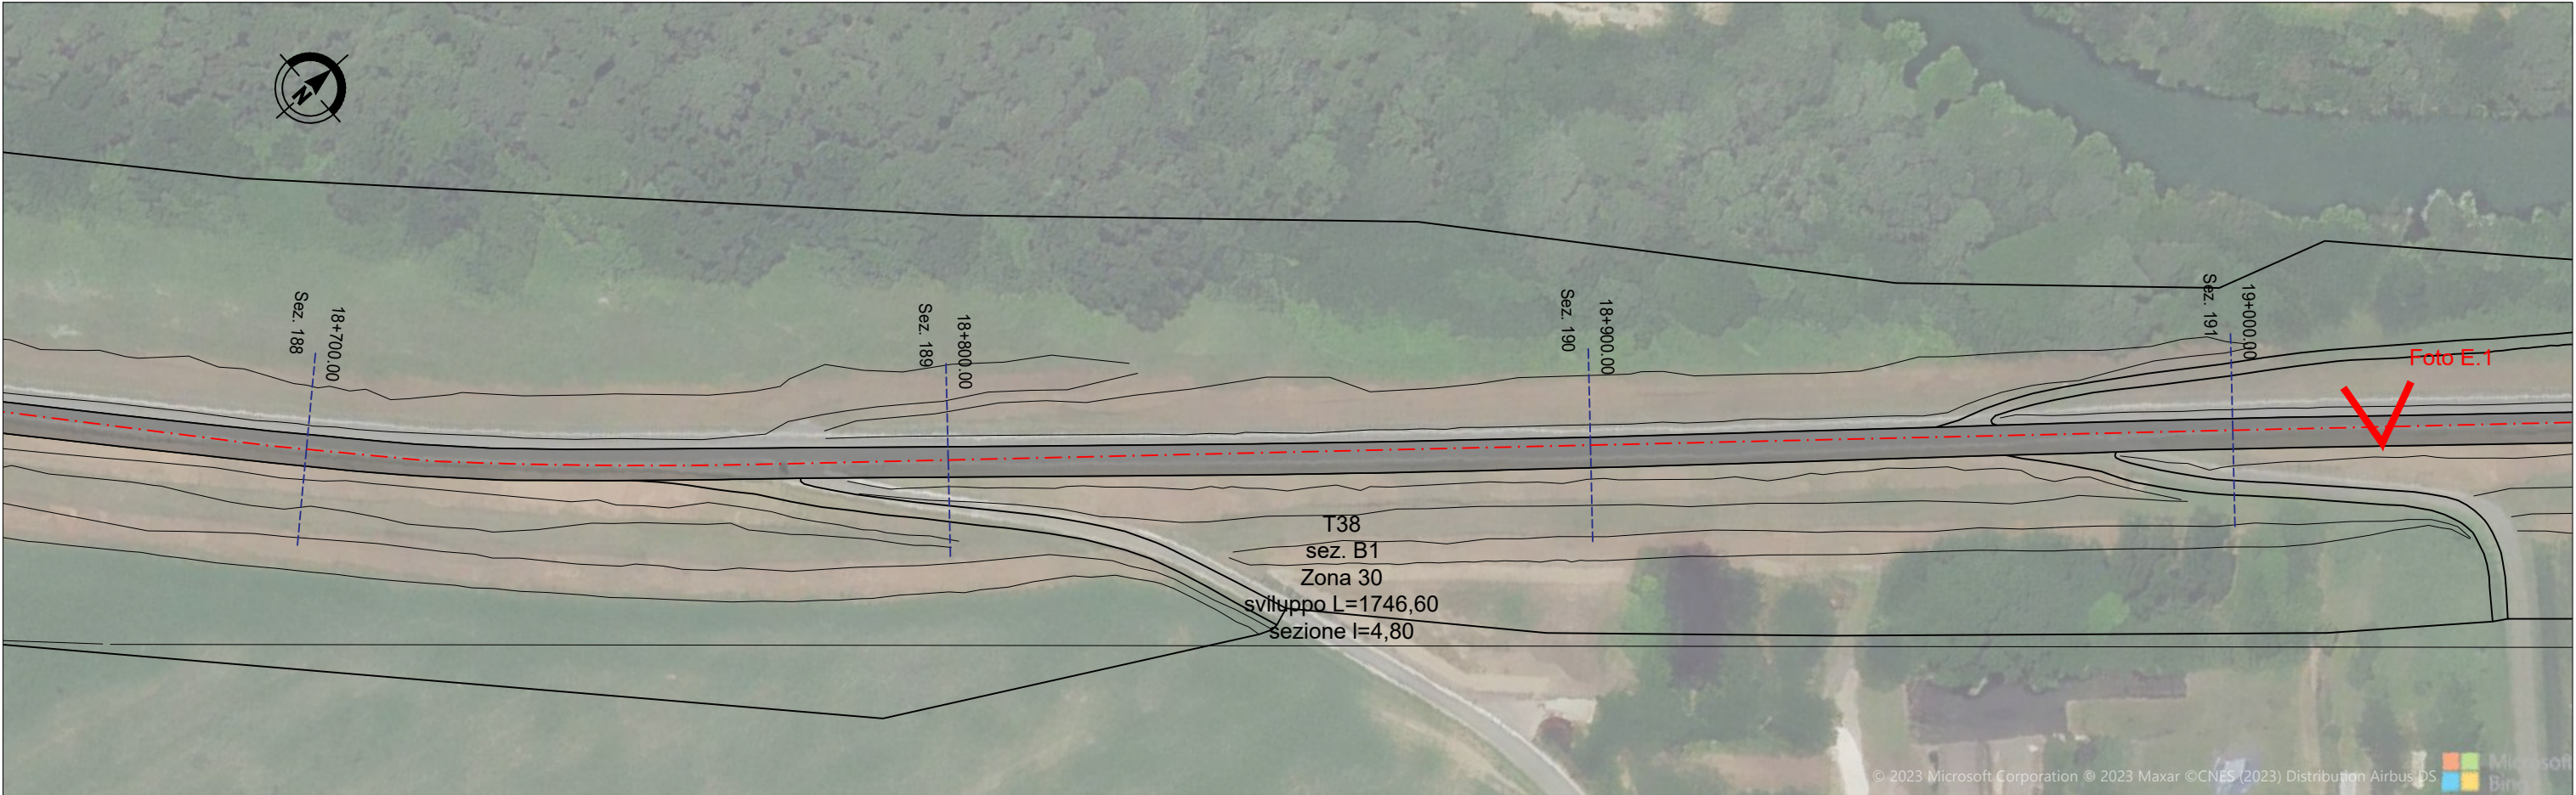 N
Sez. 188
18+700.00
Sez. 189
18+800.00
Sez. 190
18+900.00
Sez. 191
19+000.00
Foto E.1
T38
sez. B1
Zona 30
sviluppo L=1746,60
sezione l=4,80
© 2023 Microsoft Corporation © 2023 Maxar ©CNES (2023) Distribution Airbus DS
Microsoft
Bing